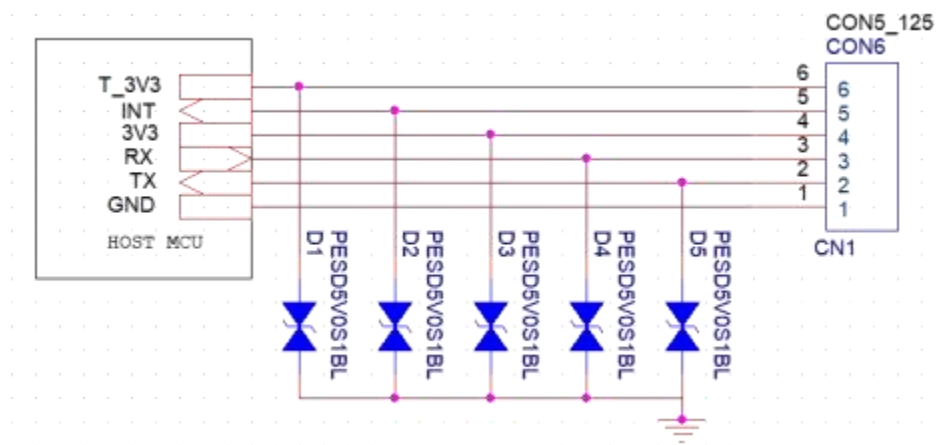 CON5_125
CON6
T_3V3
INT
3V3
RX
TX
GND
HOST MCU
6
5
4
3
2
1
6
5
4
3
2
1
CN1
D1
PESD5V0S1BL
D2
PESD5V0S1BL
D3
PESD5V0S1BL
D4
PESD5V0S1BL
D5
PESD5V0S1BL